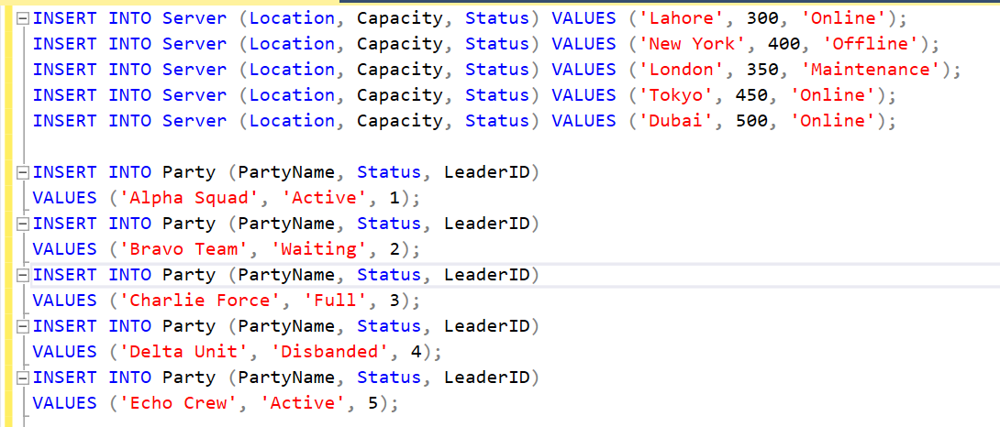 INSERT INTO Server (Location, Capacity, Status) VALUES ('Lahore', 300, 'Online');
INSERT INTO Server (Location, Capacity, Status) VALUES ('New York', 400, 'Offline');
INSERT INTO Server (Location, Capacity, Status) VALUES ('London', 350, 'Maintenance');
INSERT INTO Server (Location, Capacity, Status) VALUES ('Tokyo', 450, 'Online');
INSERT INTO Server (Location, Capacity, Status) VALUES ('Dubai', 500, 'Online');
INSERT INTO Party (PartyName, Status, LeaderID)
VALUES ('Alpha Squad', 'Active', 1);
INSERT INTO Party (PartyName, Status, LeaderID)
VALUES ('Bravo Team', 'Waiting', 2);
INSERT INTO Party (PartyName, Status, LeaderID)
VALUES ('Charlie Force', 'Full', 3);
INSERT INTO Party (PartyName, Status, LeaderID)
VALUES ('Delta Unit', 'Disbanded', 4);
INSERT INTO Party (PartyName, Status, LeaderID)
VALUES ('Echo Crew', 'Active', 5);